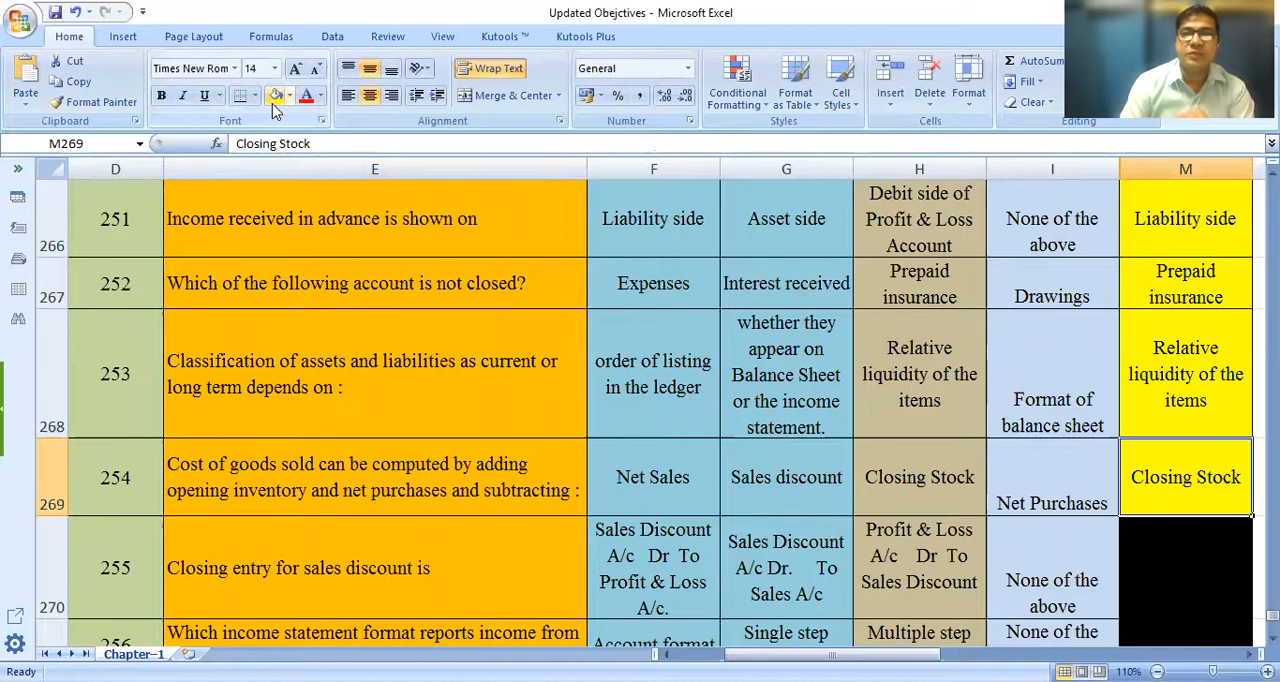 Updated Obejctives - Microsoft Excel
Home Insert Page Layout Formulas Data Review View Kutools ™ Kutools Plus
Paste
Cut
Copy
Format Painter
Clipboard
Times New Rom 14
B I U A
Font
Wrap Text
Merge & Center
Alignment
General
%
Number
Conditional Formatting
Format as Table
Cell Styles
Styles
Insert Delete Format
Cells
Σ AutoSum
Fill
Clear
Editing
M269 fx Closing Stock
D E F G H I M
266
251
Income received in advance is shown on
Liability side
Asset side
Debit side of
Profit & Loss
Account
None of the
above
Liability side
267
252
Which of the following account is not closed?
Expenses
Interest received
Prepaid
insurance
Drawings
Prepaid
insurance
268
253
Classification of assets and liabilities as current or
long term depends on :
order of listing
in the ledger
whether they
appear on
Balance Sheet
or the income
statement.
Relative
liquidity of the
items
Format of
balance sheet
Relative
liquidity of the
items
269
254
Cost of goods sold can be computed by adding
opening inventory and net purchases and subtracting :
Net Sales
Sales discount
Closing Stock
Net Purchases
Closing Stock
270
255
Closing entry for sales discount is
Sales Discount
A/c Dr To
Profit & Loss
A/c.
Sales Discount
A/c Dr. To
Sales A/c
Profit & Loss
A/c Dr To
Sales Discount
None of the
above
256
Which income statement format reports income from
Account format
Single step
Multiple step
None of the
Chapter-1
Ready
110%